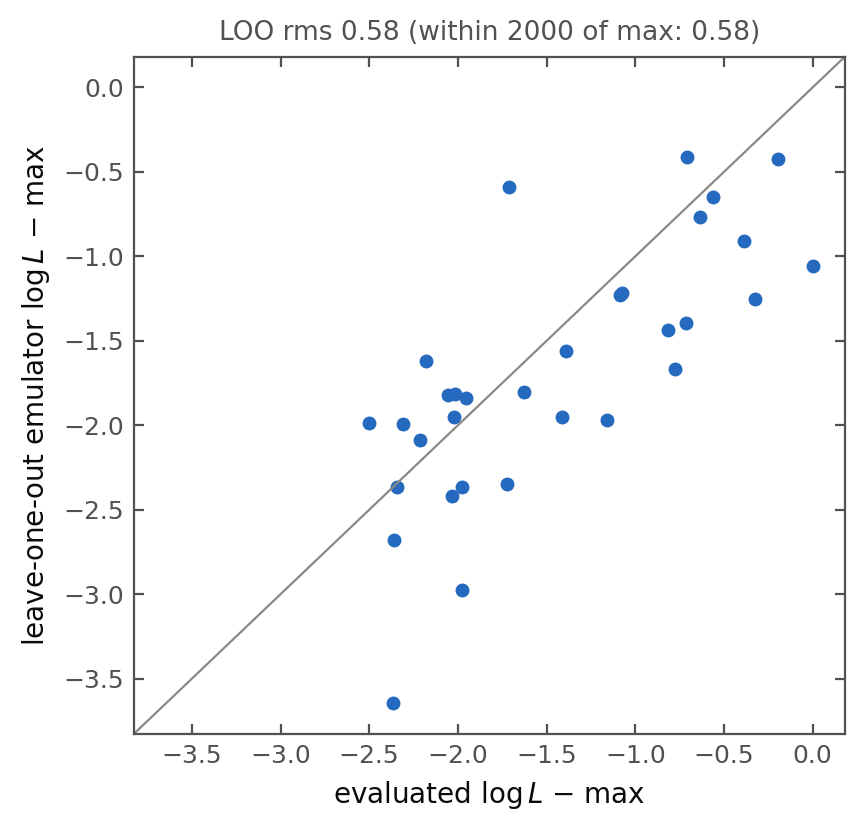 LOO rms 0.58 (within 2000 of max: 0.58)
leave-one-out emulator log L − max
0.0
−0.5
−1.0
−1.5
−2.0
−2.5
−3.0
−3.5
−3.5 −3.0 −2.5 −2.0 −1.5 −1.0 −0.5 0.0
evaluated log L − max